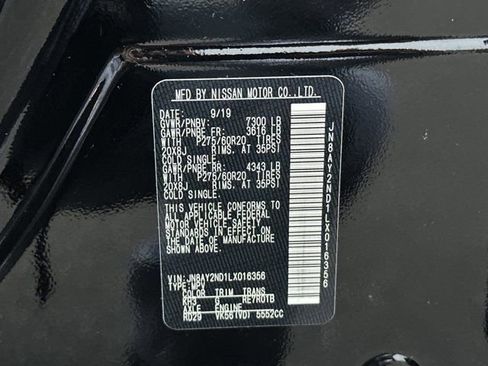 MFD BY NISSAN MOTOR CO.,LTD.
DATE: 9/19
GVWR/PNBV: 7300 LB
GAWR/PNBE FR: 3616 LB
WITH P275/60R20 TIRES
20X8J RIMS. AT 35PSI
COLD SINGLE.
GAWR/PNBE RR: 4343 LB
WITH P275/60R20 TIRES
20X8J RIMS. AT 35PSI
COLD SINGLE.
THIS VEHICLE CONFORMS TO
ALL APPLICABLE FEDERAL
MOTOR VEHICLE SAFETY
STANDARDS IN EFFECT ON THE
DATE OF MANUFACTURE
SHOWN ABOVE.
VIN: JN8AY2ND1LX016356
TYPE: MPV
COLOR TRIM TRANS
KH3 G RE7R01B
AXLE ENGINE
RD29 VK56(VD) 5552CC
JN8AY2ND1LX016356